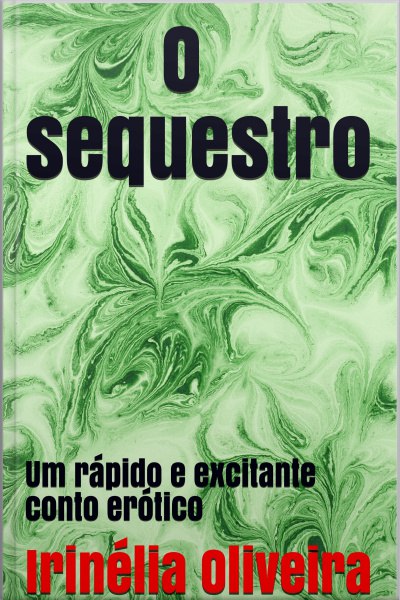 O
sequestro
Um rápido e excitante
conto erótico
Irinélia Oliveira